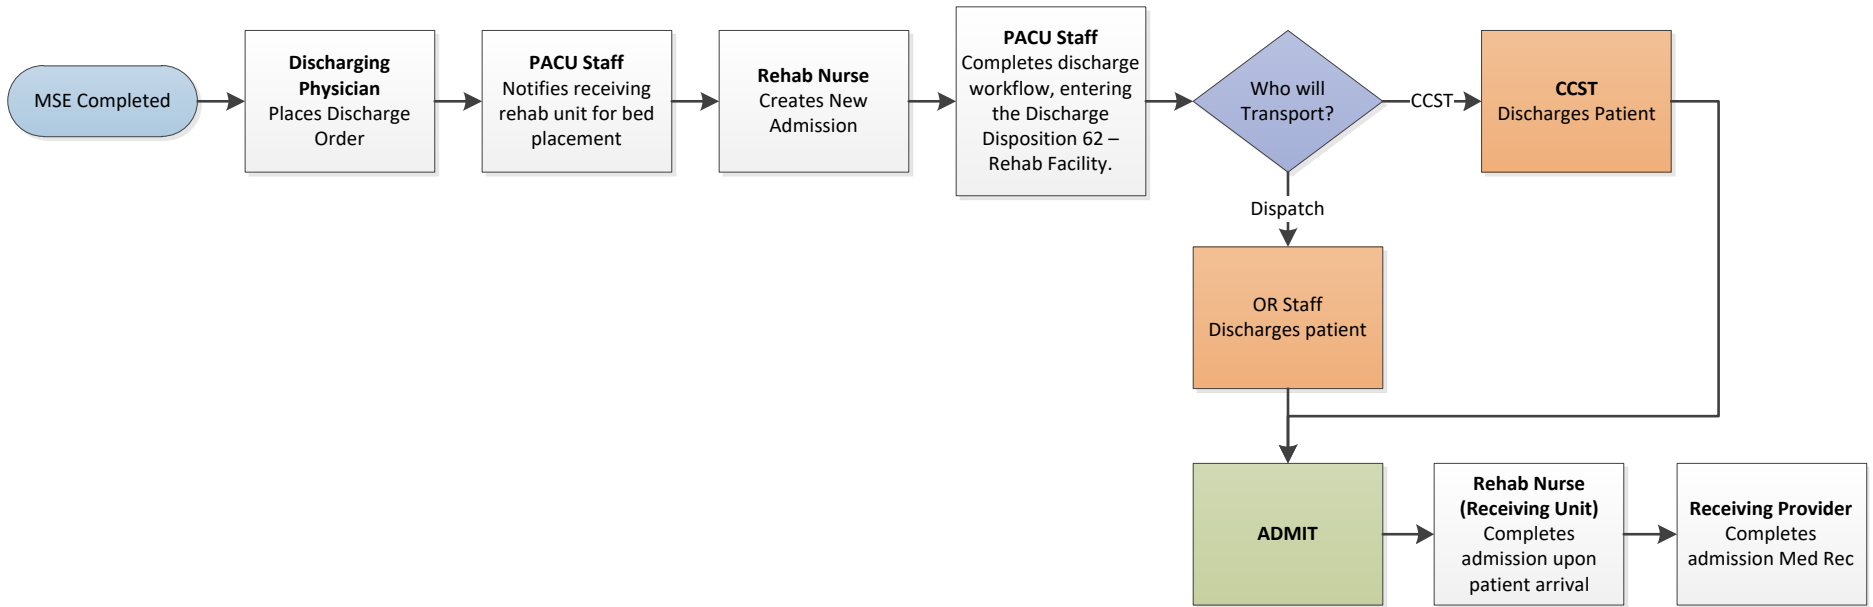 MSE Completed
Discharging
Physician
Places Discharge
Order
PACU Staff
Notifies receiving
rehab unit for bed
placement
Rehab Nurse
Creates New
Admission
PACU Staff
Completes discharge
workflow, entering
the Discharge
Disposition 62 –
Rehab Facility.
Who will
Transport?
CCST
CCST
Discharges Patient
Dispatch
OR Staff
Discharges patient
ADMIT
Rehab Nurse
(Receiving Unit)
Completes
admission upon
patient arrival
Receiving Provider
Completes
admission Med Rec